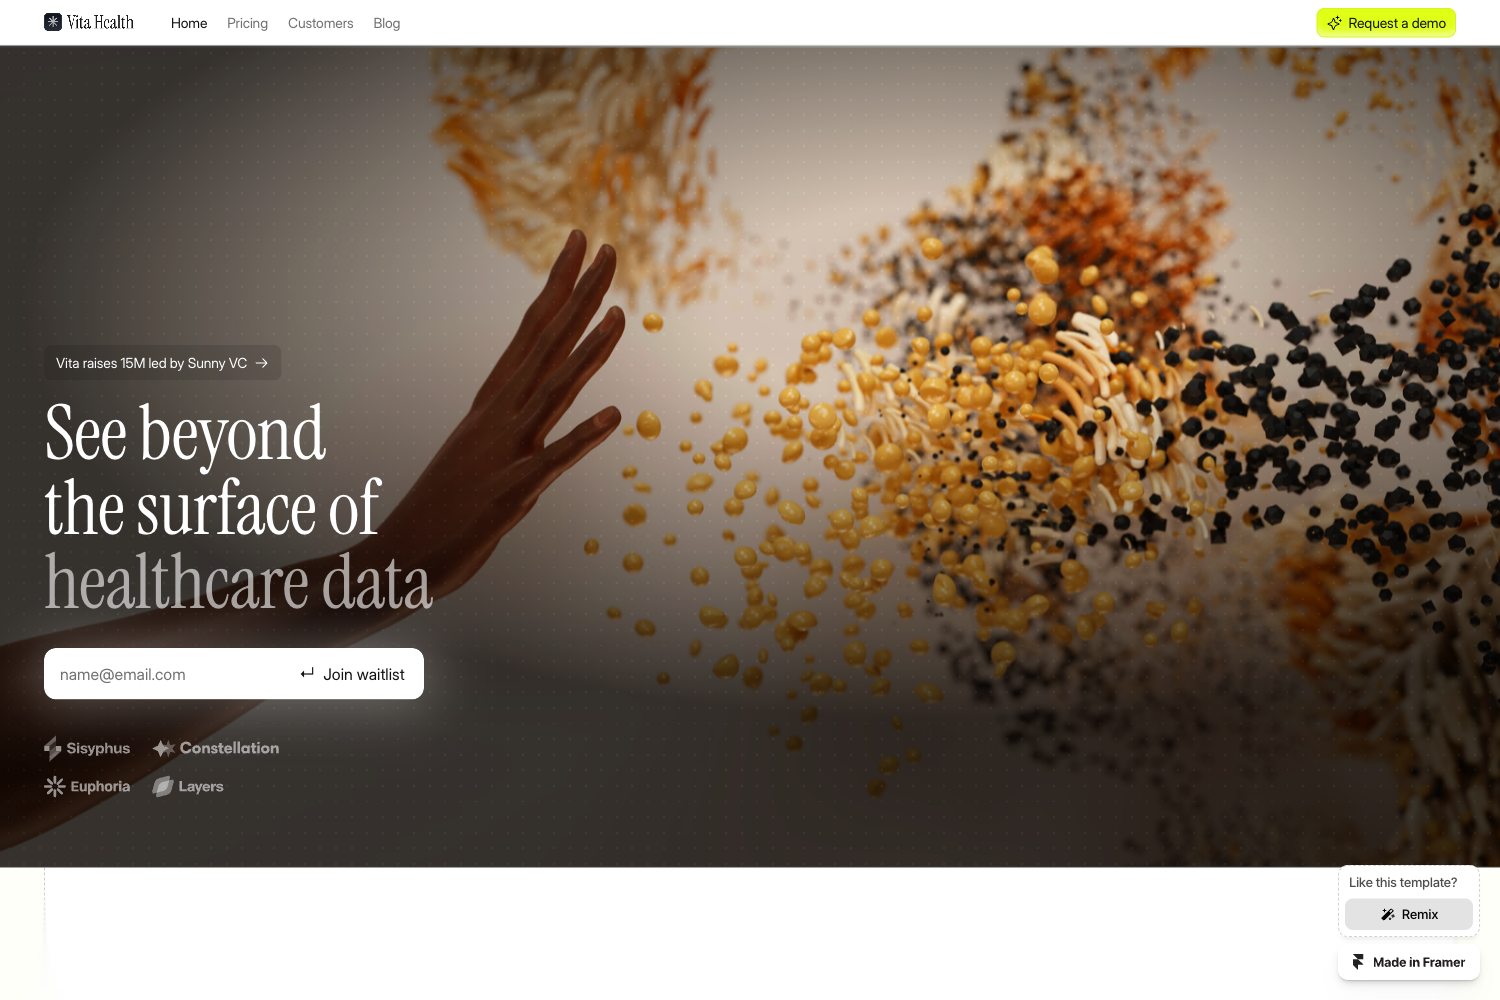 Vita Health
Home
Pricing
Customers
Blog
Request a demo
Vita raises 15M led by Sunny VC →
See beyond
the surface of
healthcare data
name@email.com
Join waitlist
Sisyphus
Constellation
Euphoria
Layers
Like this template?
Remix
Made in Framer